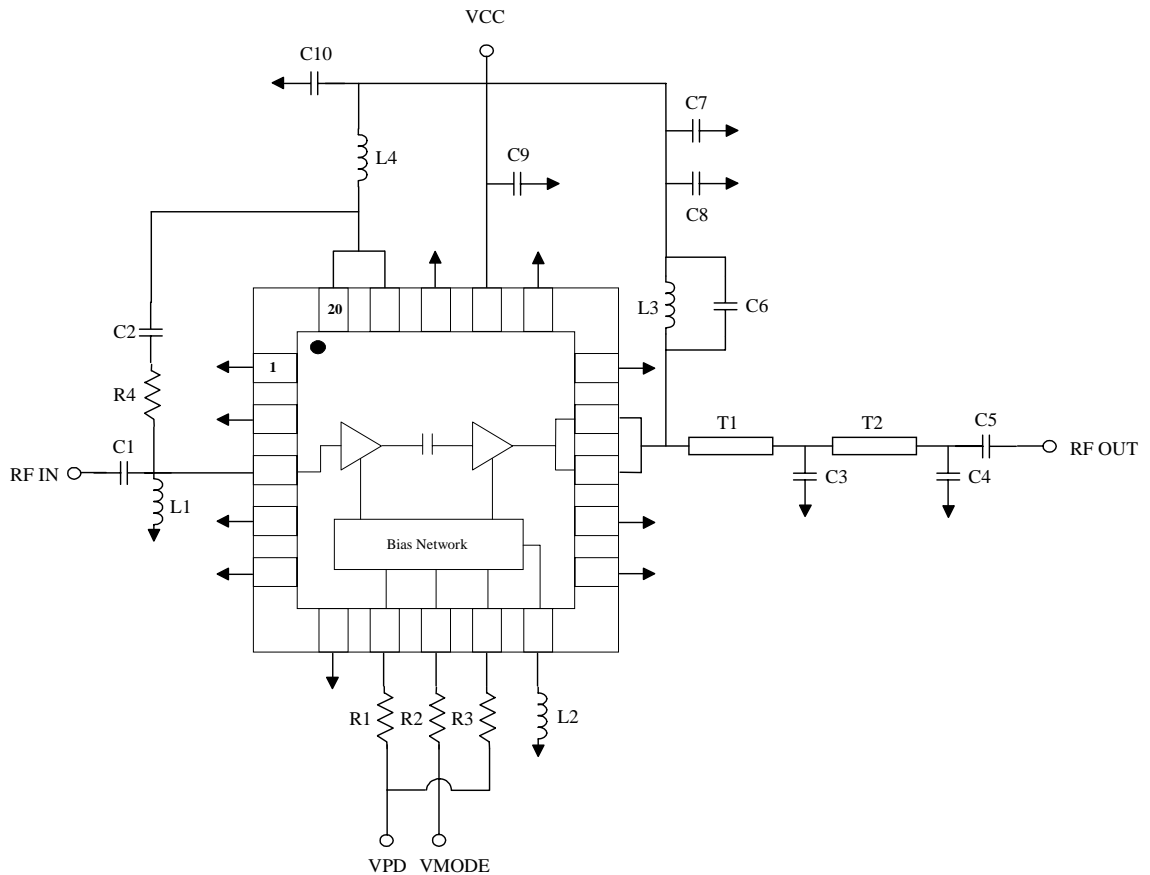 VCC
C10
C7
L4
C9
C8
20
L3
C6
C2
1
R4
T1
T2
C5
C1
RF IN
RF OUT
L1
C3
C4
Bias Network
R1
R2
R3
L2
VPD
VMODE